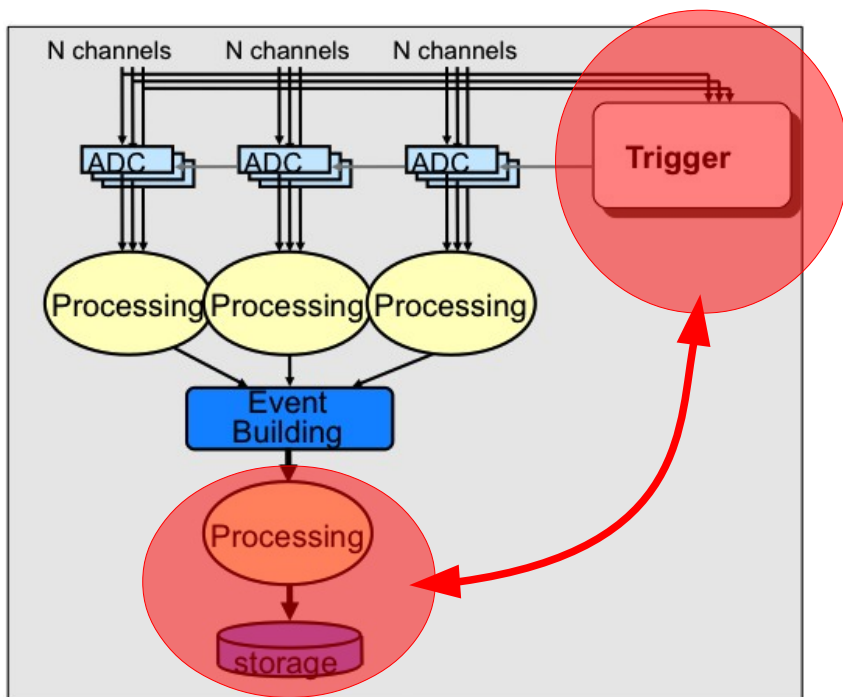 N channels
N channels
N channels
ADC
ADC
ADC
Trigger
Processing
Processing
Processing
Event
Building
Processing
storage